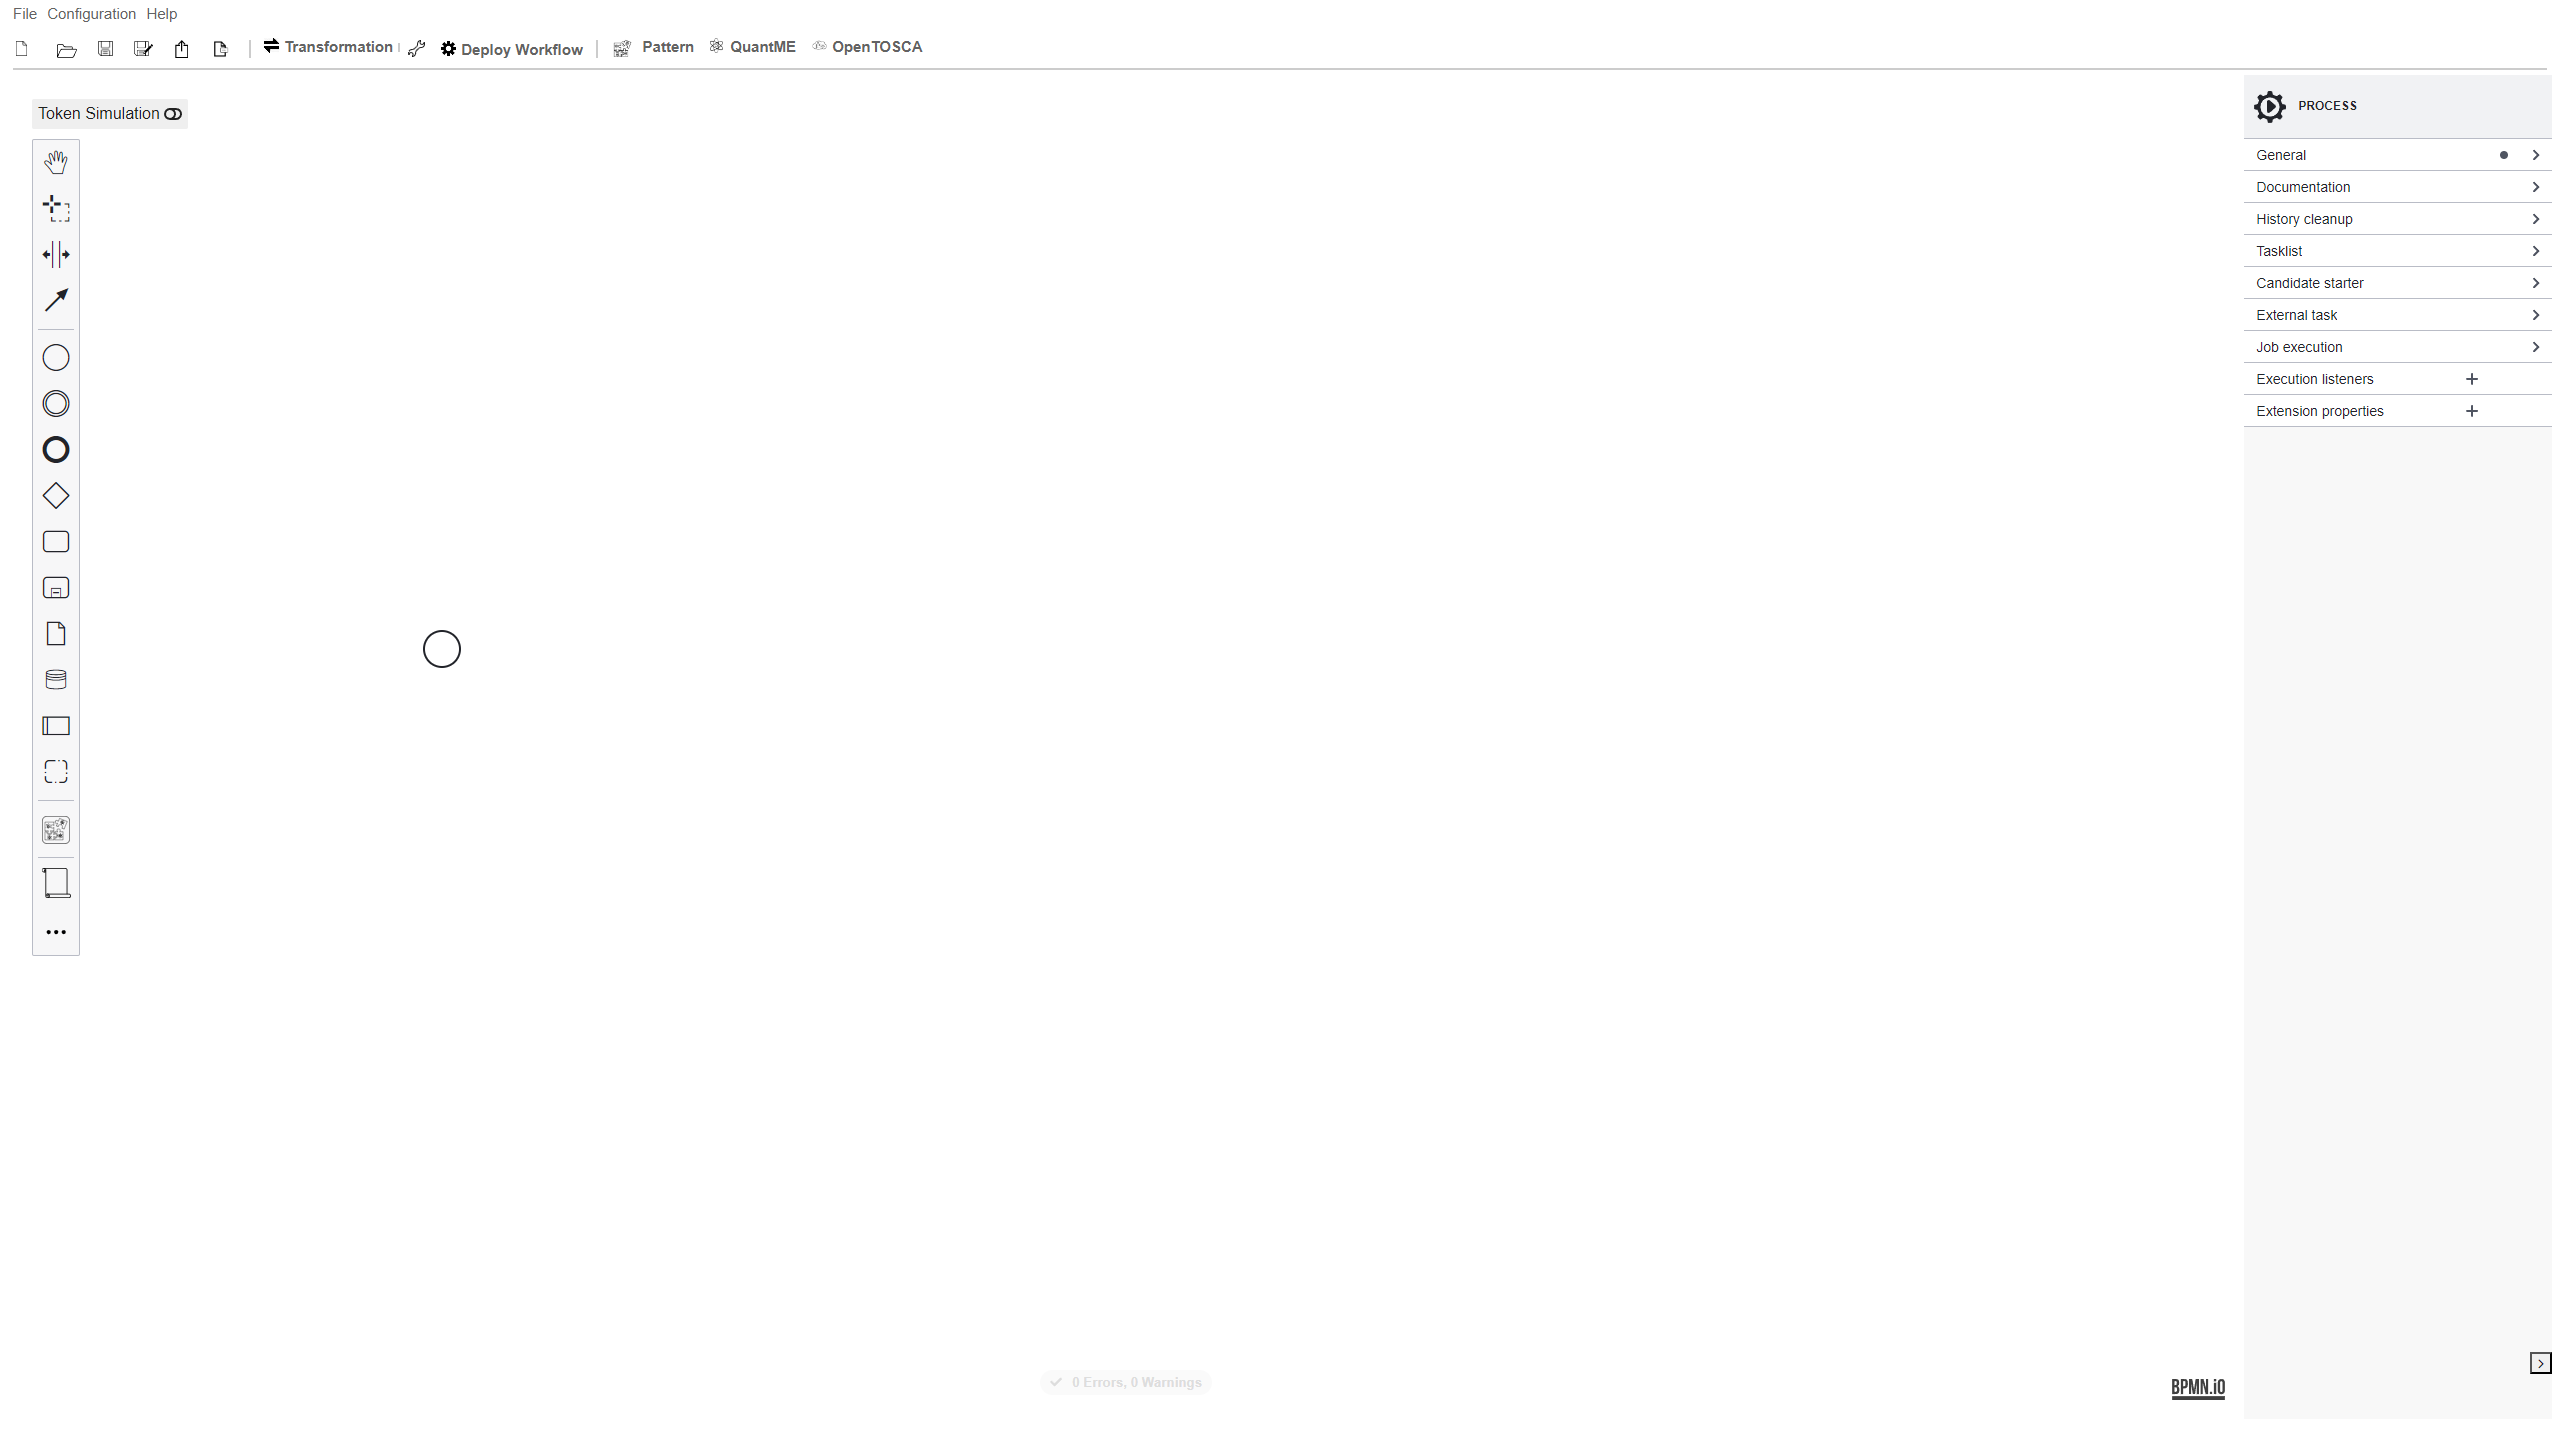 File Configuration Help
Transformation Deploy Workflow Pattern QuantME OpenTOSCA
Token Simulation
PROCESS
General
Documentation
History cleanup
Tasklist
Candidate starter
External task
Job execution
Execution listeners
Extension properties
0 Errors, 0 Warnings
BPMN.iO